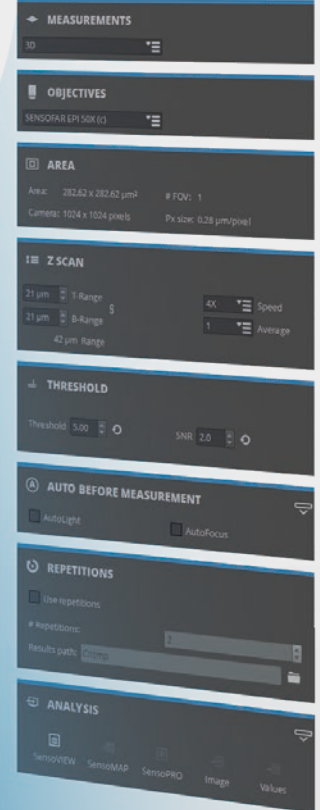 MEASUREMENTS
3D
OBJECTIVES
SENSOFAR EPI 50X (c)
AREA
Area: 282.62 x 282.62 µm² # FOV: 1
Camera: 1024 x 1024 pixels Px size: 0.28 µm/pixel
Z SCAN
21 µm T-Range 4X Speed
21 µm B-Range 1 Average
42 µm Range
THRESHOLD
Threshold 5.00 SNR 2.0
AUTO BEFORE MEASUREMENT
AutoLight AutoFocus
REPETITIONS
Use repetitions
# Repetitions: 2
Results path:
ANALYSIS
SensoVIEW SensoMAP SensoPRO Image Values